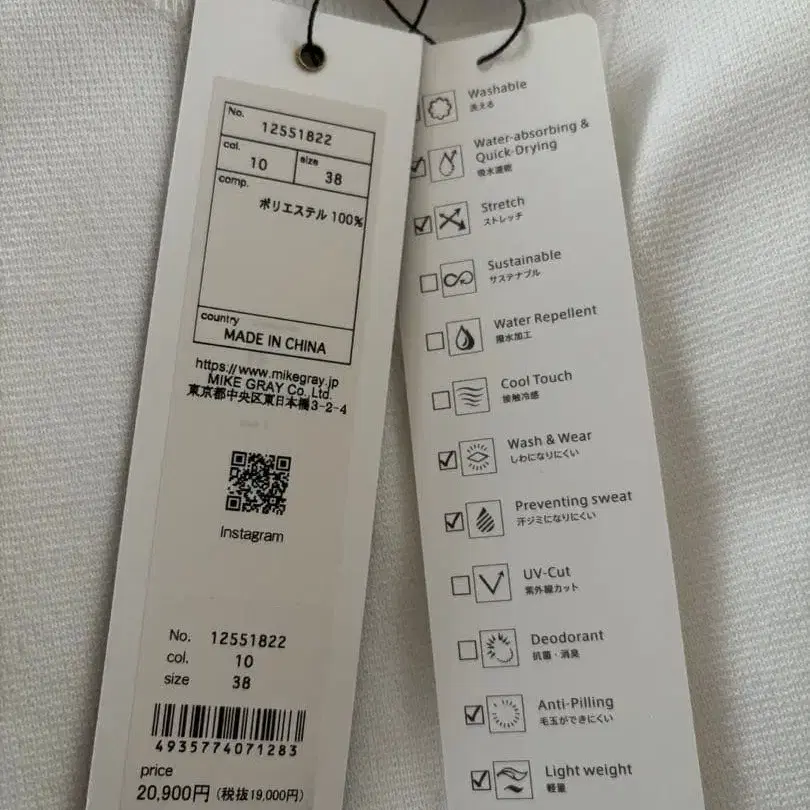 No. 12551822
col. 10 size 38
comp.
ポリエステル 100%
country
MADE IN CHINA
https://www.mikegray.jp
MIKE GRAY Co., Ltd.
東京都中央区東日本橋3-2-4
Instagram
No. 12551822
col. 10
size 38
4935774071283
price
20,900円 (税抜19,000円)
Washable
洗える
Water-absorbing &
Quick-Drying
吸水速乾
Stretch
ストレッチ
Sustainable
サステナブル
Water Repellent
撥水加工
Cool Touch
接触冷感
Wash & Wear
しわになりにくい
Preventing sweat
汗ジミになりにくい
UV-Cut
紫外線カット
Deodorant
抗菌・消臭
Anti-Pilling
毛玉ができにくい
Light weight
軽量